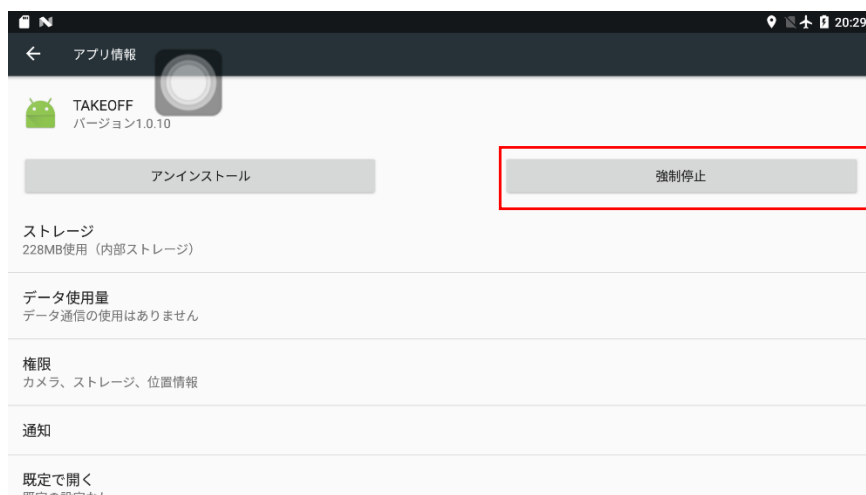 20:29
アプリ情報
TAKEOFF
バージョン1.0.10
アンインストール
強制停止
ストレージ
228MB使用（内部ストレージ）
データ使用量
データ通信の使用はありません
権限
カメラ、ストレージ、位置情報
通知
既定で開く